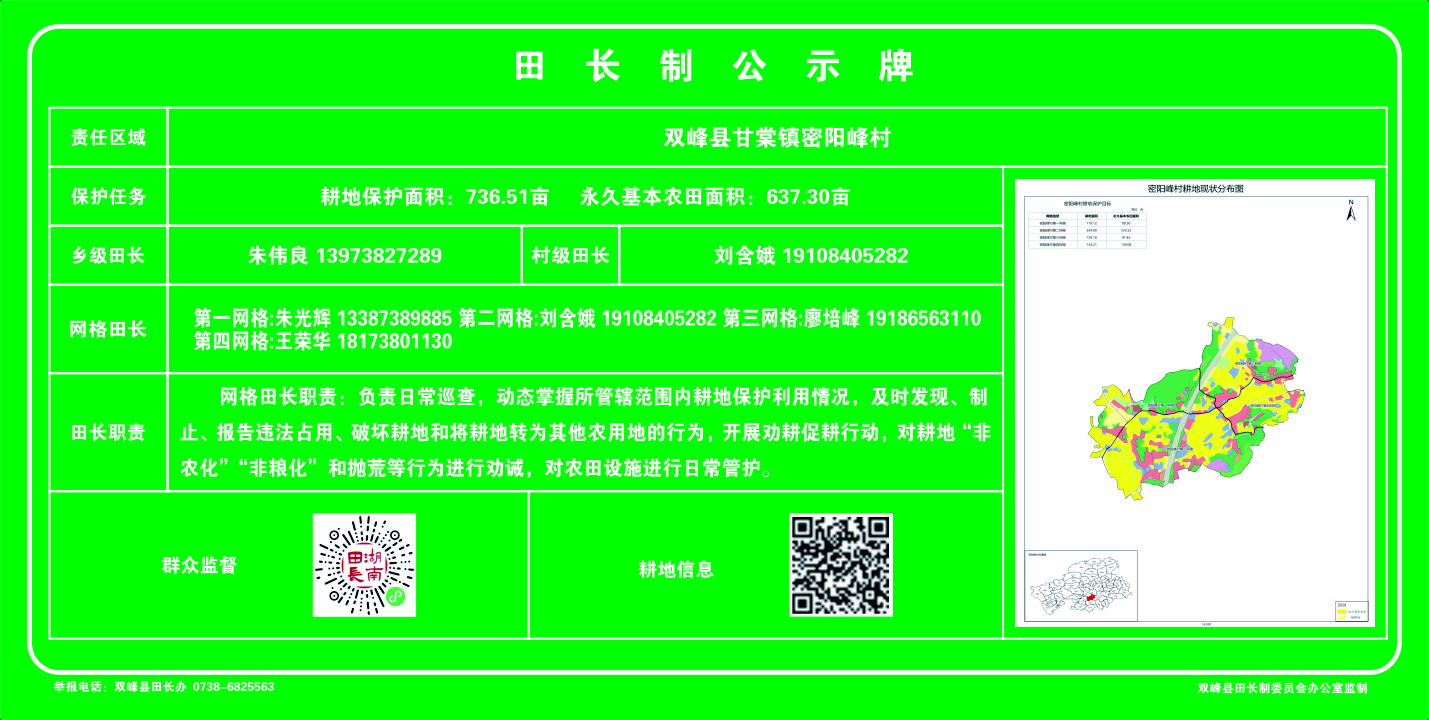 田长制公示牌
责任区域
双峰县甘棠镇密阳峰村
保护任务
耕地保护面积：736.51亩 永久基本农田面积：637.30亩
乡级田长
朱伟良 13973827289
村级田长
刘含娥 19108405282
网格田长
第一网格:朱光辉 13387389885 第二网格:刘含娥 19108405282 第三网格:廖培峰 19186563110
第四网格:王荣华 18173801130
田长职责
网格田长职责：负责日常巡查，动态掌握所管辖范围内耕地保护利用情况，及时发现、制
止、报告违法占用、破坏耕地和将耕地转为其他农用地的行为，开展劝耕促耕行动，对耕地“非
农化”“非粮化”和抛荒等行为进行劝诫，对农田设施进行日常管护。
群众监督
田長
湖南
耕地信息
密阳峰村耕地现状分布图
密阳峰村耕地保护目标
N
举报电话：双峰县田长办 0738-6825563
双峰县田长制委员会办公室监制